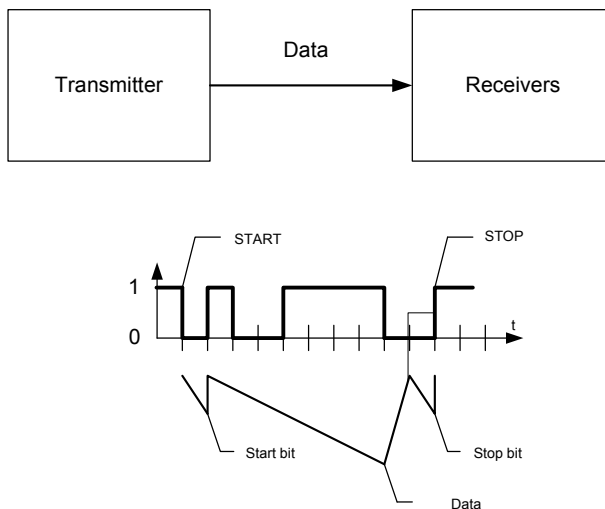 Data
Transmitter
Receivers
START
STOP
1
0
t
Start bit
Stop bit
Data